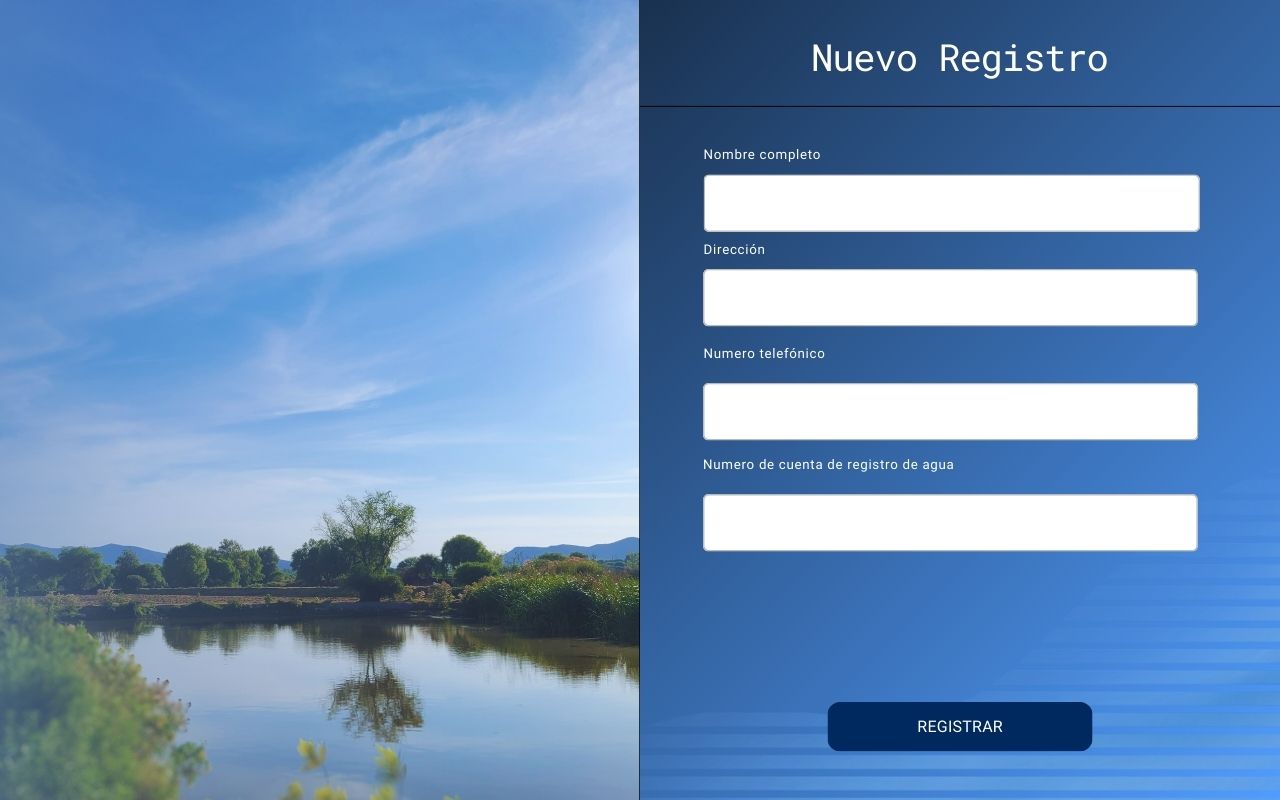 Nuevo Registro
Nombre completo
Dirección
Numero telefónico
Numero de cuenta de registro de agua
REGISTRAR